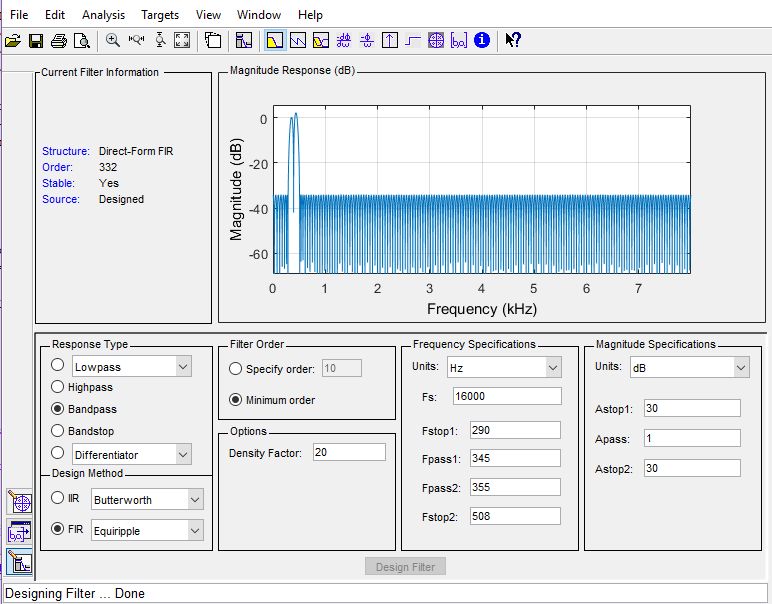 File Edit Analysis Targets View Window Help
Current Filter Information
Structure: Direct-Form FIR
Order: 332
Stable: Yes
Source: Designed
Magnitude Response (dB)
Magnitude (dB)
0
-20
-40
-60
0 1 2 3 4 5 6 7
Frequency (kHz)
Response Type
Lowpass
Highpass
Bandpass
Bandstop
Differentiator
Design Method
IIR Butterworth
FIR Equiripple
Filter Order
Specify order: 10
Minimum order
Options
Density Factor: 20
Frequency Specifications
Units: Hz
Fs: 16000
Fstop1: 290
Fpass1: 345
Fpass2: 355
Fstop2: 508
Magnitude Specifications
Units: dB
Astop1: 30
Apass: 1
Astop2: 30
Design Filter
Designing Filter ... Done